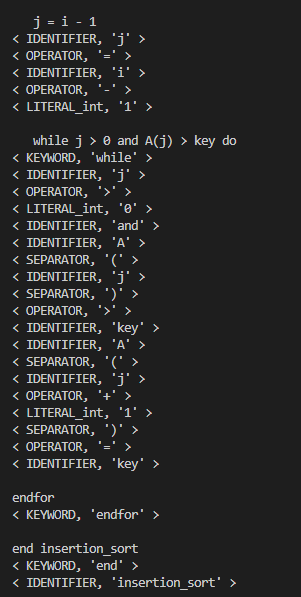 j = i - 1
< IDENTIFIER, 'j' >
< OPERATOR, '=' >
< IDENTIFIER, 'i' >
< OPERATOR, '-' >
< LITERAL_int, '1' >
while j > 0 and A(j) > key do
< KEYWORD, 'while' >
< IDENTIFIER, 'j' >
< OPERATOR, '>' >
< LITERAL_int, '0' >
< IDENTIFIER, 'and' >
< IDENTIFIER, 'A' >
< SEPARATOR, '(' >
< IDENTIFIER, 'j' >
< SEPARATOR, ')' >
< OPERATOR, '>' >
< IDENTIFIER, 'key' >
< IDENTIFIER, 'A' >
< SEPARATOR, '(' >
< IDENTIFIER, 'j' >
< OPERATOR, '+' >
< LITERAL_int, '1' >
< SEPARATOR, ')' >
< OPERATOR, '=' >
< IDENTIFIER, 'key' >
endfor
< KEYWORD, 'endfor' >
end insertion_sort
< KEYWORD, 'end' >
< IDENTIFIER, 'insertion_sort' >